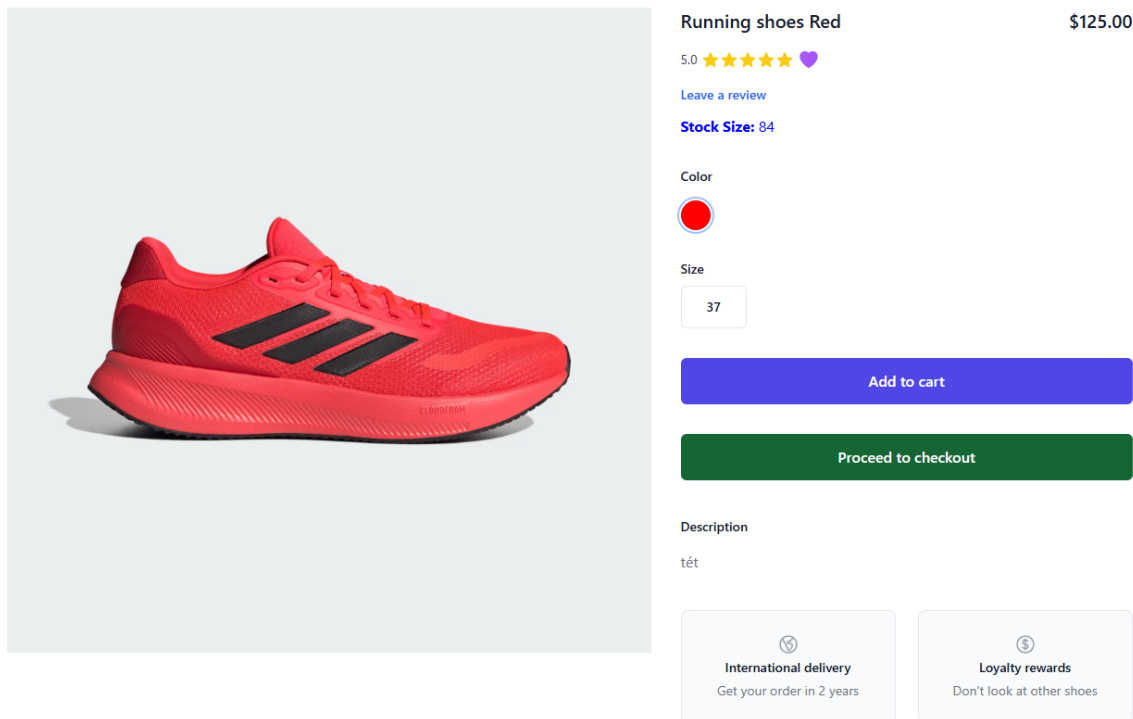 Running shoes Red
$125.00
5.0
Leave a review
Stock Size: 84
Color
Size
37
Add to cart
Proceed to checkout
Description
tét
International delivery
Get your order in 2 years
Loyalty rewards
Don't look at other shoes
CLOUDFOAM